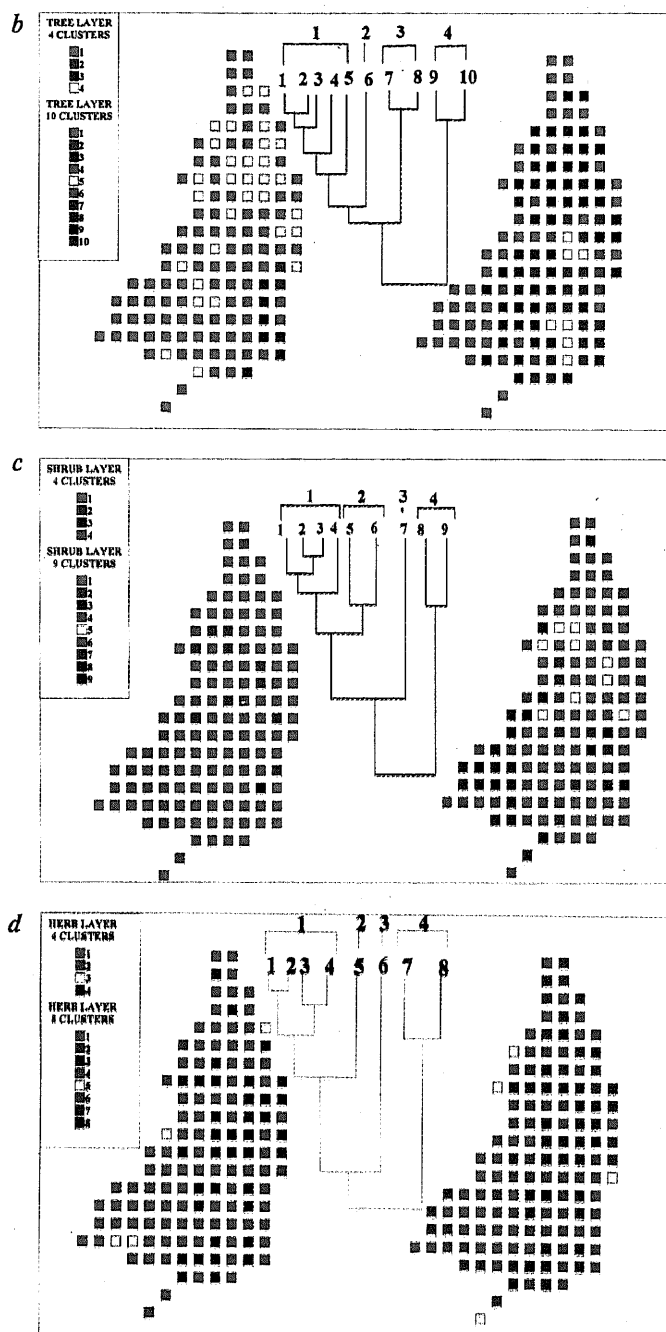 b
TREE LAYER
4 CLUSTERS
1
2
3
4
TREE LAYER
10 CLUSTERS
1
2
3
4
5
6
7
8
9
10
1 2 3 4
1 2 3 4 5 6 7 8 9 10
c
SHRUB LAYER
4 CLUSTERS
1
2
3
4
SHRUB LAYER
9 CLUSTERS
1
2
3
4
5
6
7
8
9
1 2 3 4
1 2 3 4 5 6 7 8 9
d
HERB LAYER
4 CLUSTERS
1
2
3
4
HERB LAYER
8 CLUSTERS
1
2
3
4
5
6
7
8
1 2 3 4
1 2 3 4 5 6 7 8